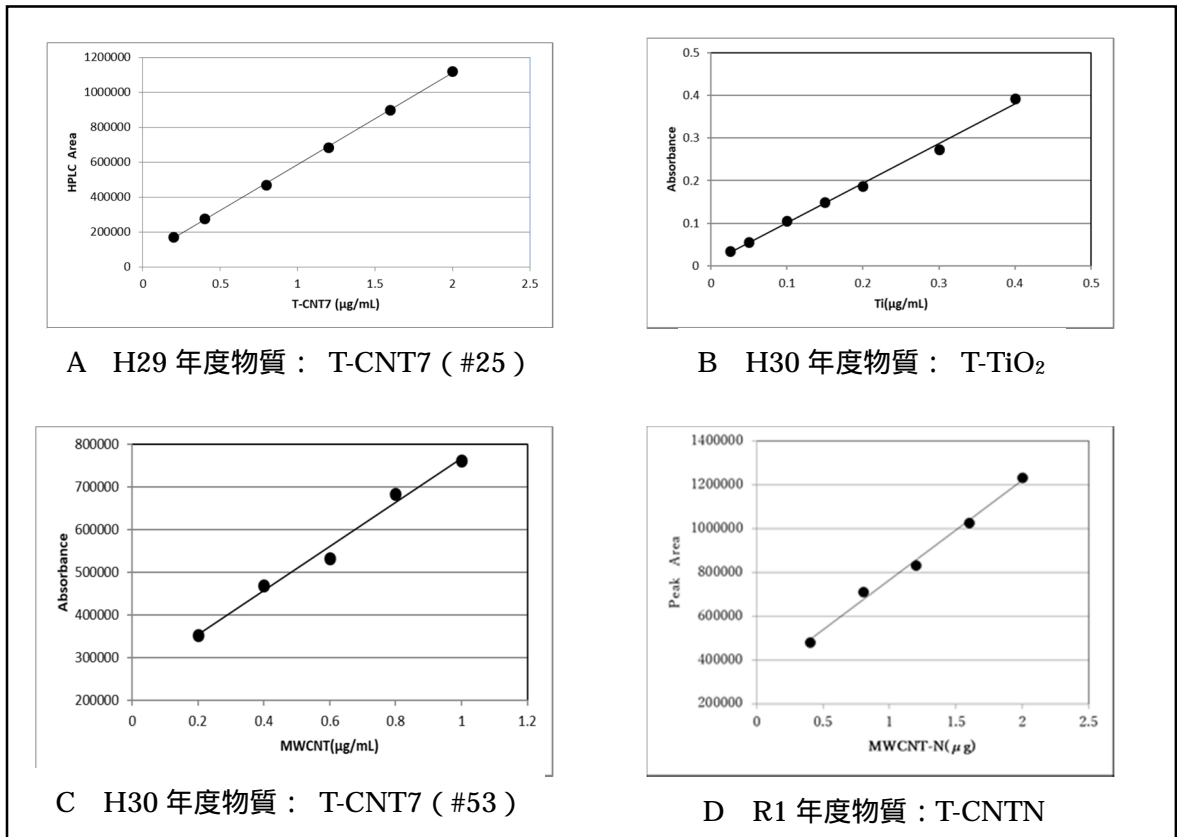 1200000
1000000
800000
600000
400000
200000
0
HPLC Area
0 0.5 1 1.5 2 2.5
T-CNT7 (μg/mL)
A H29 年度物質： T-CNT7（#25）
0.5
0.4
0.3
0.2
0.1
0
Absorbance
0 0.1 0.2 0.3 0.4 0.5
Ti(μg/mL)
B H30 年度物質： T-TiO₂
800000
700000
600000
500000
400000
300000
200000
Absorbance
0 0.2 0.4 0.6 0.8 1 1.2
MWCNT(μg/mL)
C H30 年度物質： T-CNT7（#53）
1400000
1200000
1000000
800000
600000
400000
200000
Peak Area
0 0.5 1 1.5 2 2.5
MWCNT-N(μg)
D R1 年度物質：T-CNTN